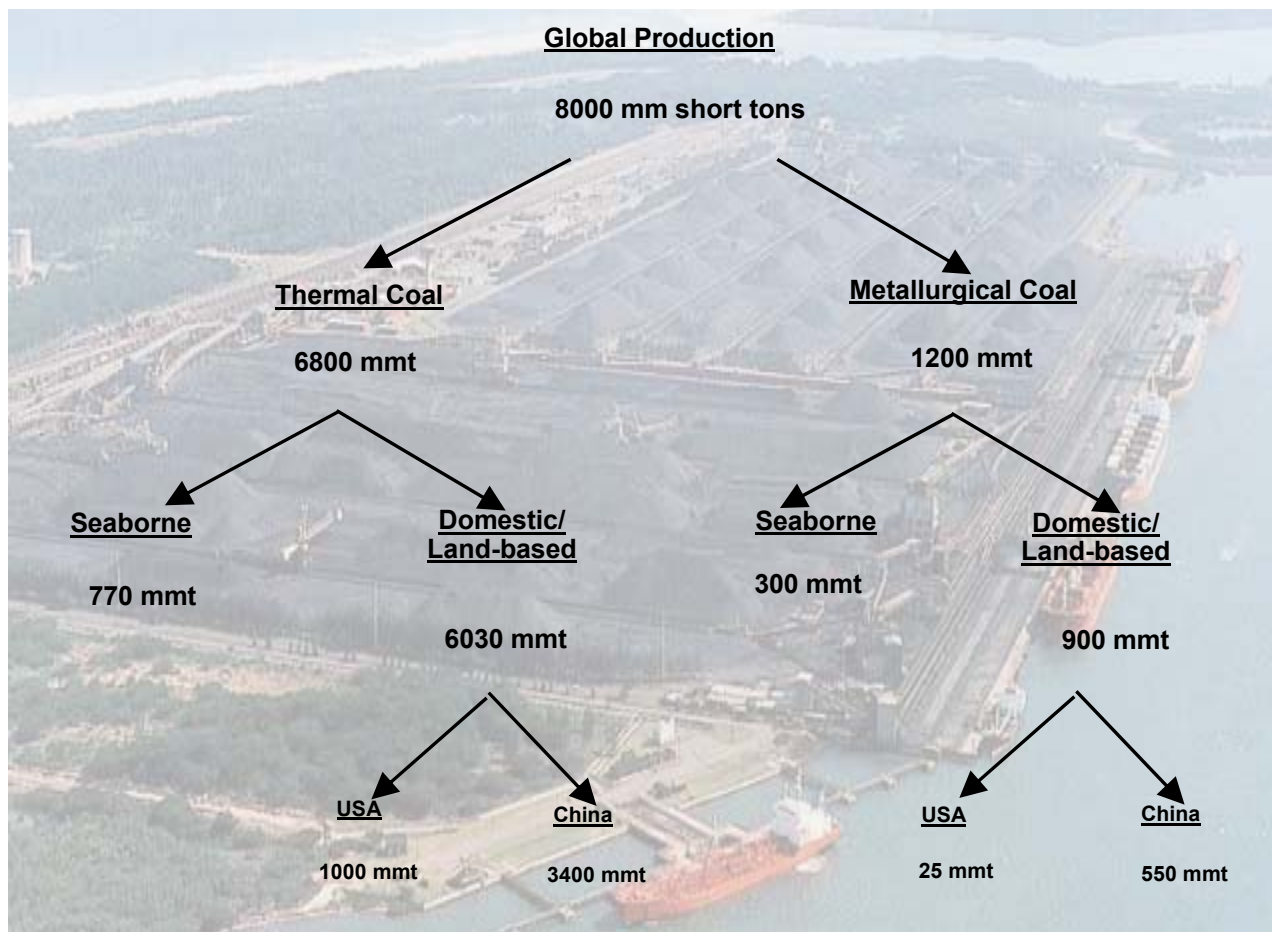 Global Production
8000 mm short tons
Thermal Coal
6800 mmt
Metallurgical Coal
1200 mmt
Seaborne
770 mmt
Domestic/
Land-based
6030 mmt
Seaborne
300 mmt
Domestic/
Land-based
900 mmt
USA
1000 mmt
China
3400 mmt
USA
25 mmt
China
550 mmt